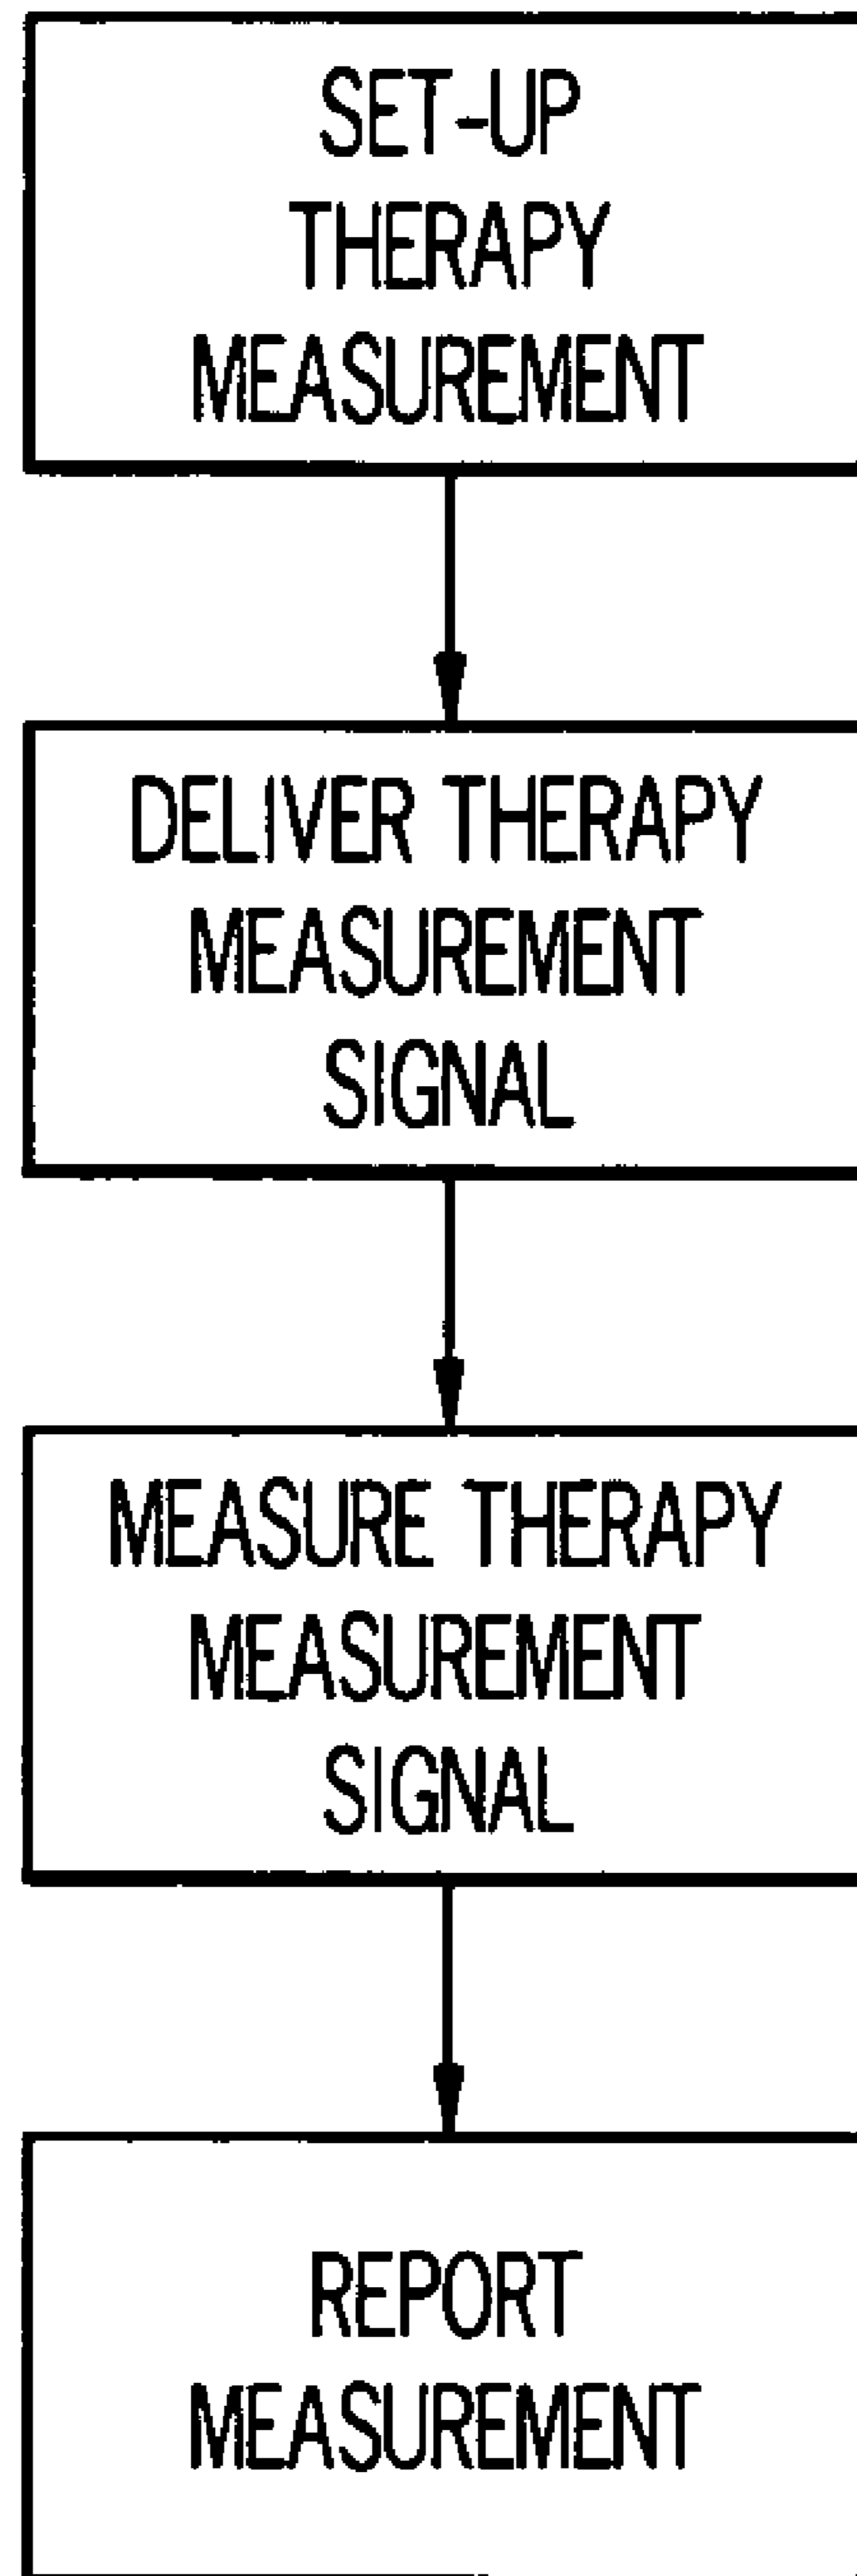 SET-UP
THERAPY
MEASUREMENT
DELIVER THERAPY
MEASUREMENT
SIGNAL
MEASURE THERAPY
MEASUREMENT
SIGNAL
REPORT
MEASUREMENT